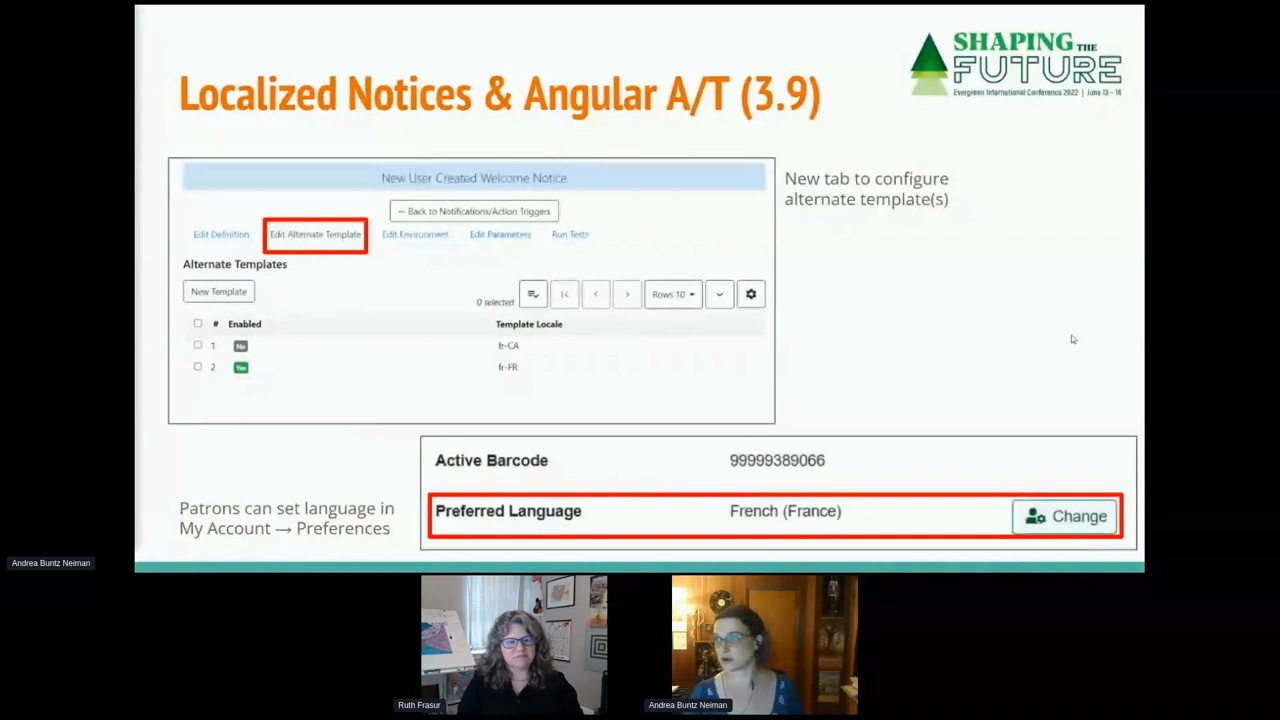 SHAPING THE
FUTURE
Evergreen International Conference 2022 | June 13 - 16
Localized Notices & Angular A/T (3.9)
New User Created Welcome Notice
← Back to Notifications/Action Triggers
Edit Definition Edit Alternate Template Edit Environment Edit Parameters Run Tests
Alternate Templates
New Template
0 selected Rows 10
# Enabled Template Locale
1 No fr-CA
2 Yes fr-FR
New tab to configure
alternate template(s)
Active Barcode 99999389066
Preferred Language French (France) Change
Patrons can set language in
My Account → Preferences
Andrea Buntz Neiman
Ruth Frasur
Andrea Buntz Neiman